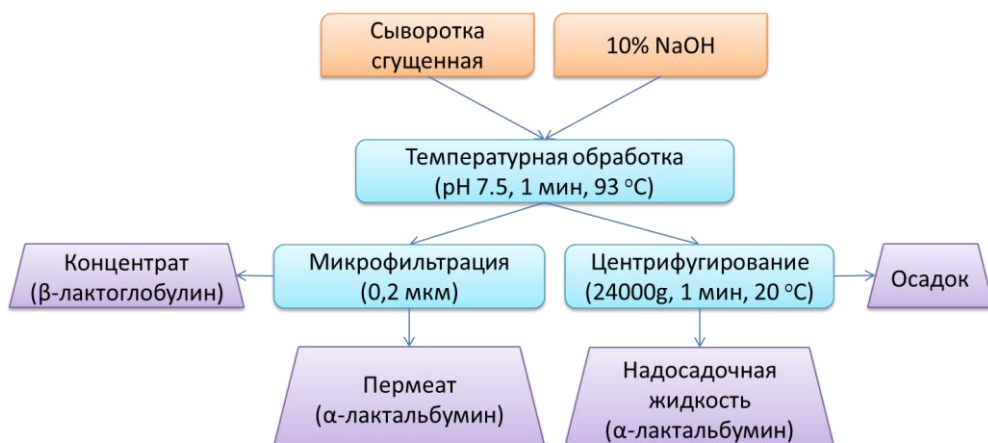 Сыворотка
сгущенная
10% NaOH
Температурная обработка
(pH 7.5, 1 мин, 93 °C)
Концентрат
(β-лактоглобулин)
Микрофильтрация
(0,2 мкм)
Центрифугирование
(24000g, 1 мин, 20 °C)
Осадок
Пермеат
(α-лактальбумин)
Надосадочная
жидкость
(α-лактальбумин)